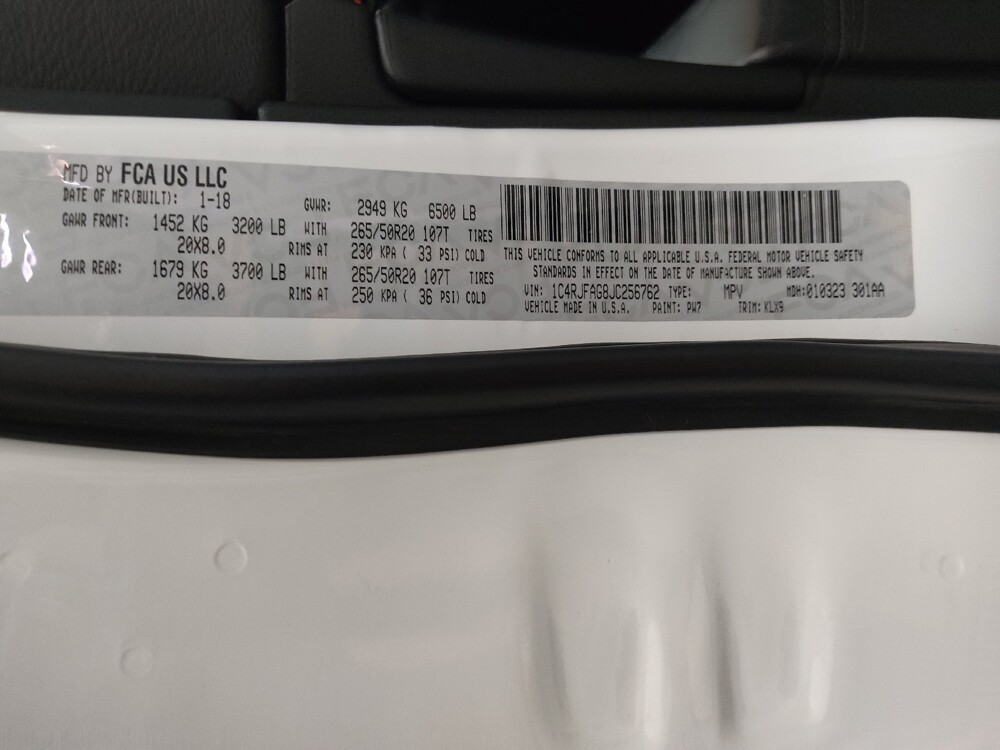 MFD BY FCA US LLC
DATE OF MFR(BUILT): 1-18 GVWR: 2949 KG 6500 LB
GAWR FRONT: 1452 KG 3200 LB WITH 265/50R20 107T TIRES
20X8.0 RIMS AT 230 KPA ( 33 PSI) COLD
GAWR REAR: 1679 KG 3700 LB WITH 265/50R20 107T TIRES
20X8.0 RIMS AT 250 KPA ( 36 PSI) COLD
THIS VEHICLE CONFORMS TO ALL APPLICABLE U.S.A. FEDERAL MOTOR VEHICLE SAFETY
STANDARDS IN EFFECT ON THE DATE OF MANUFACTURE SHOWN ABOVE.
VIN: 1C4RJFAG8JC256762 TYPE: MPV MDH:010323 301AA
VEHICLE MADE IN U.S.A. PAINT: PW7 TRIM: KLX9